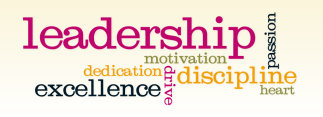 leadership
passion
motivation
dedication
drive
discipline
excellence
heart